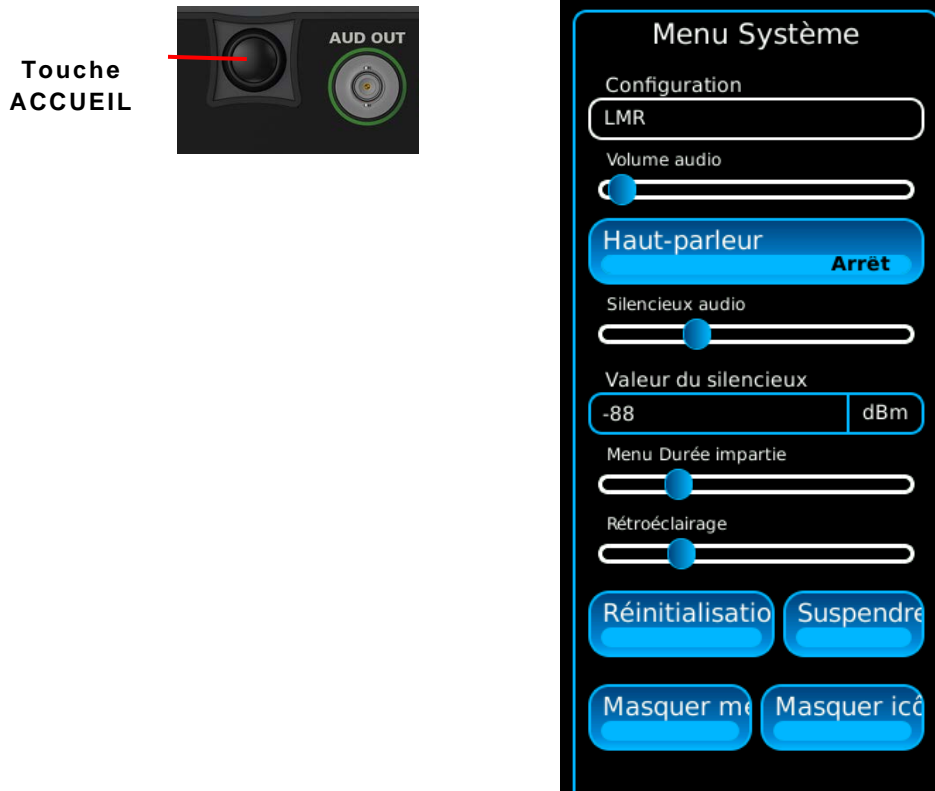 Touche
ACCUEIL
AUD OUT
Menu Système
Configuration
LMR
Volume audio
Haut-parleur
Arrêt
Silencieux audio
Valeur du silencieux
-88 dBm
Menu Durée impartie
Rétroéclairage
Réinitialisatio Suspendre
Masquer me Masquer icô